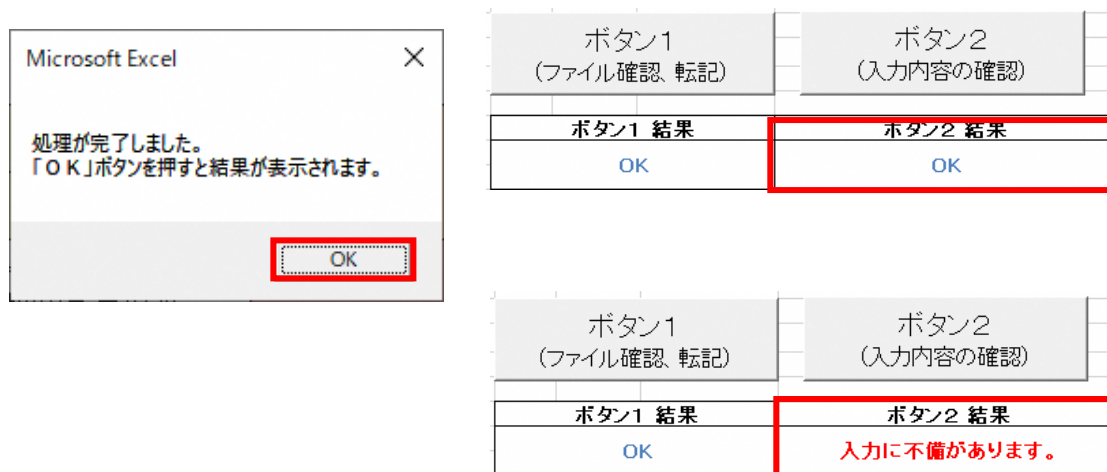 Microsoft Excel
処理が完了しました。
「ＯＫ」ボタンを押すと結果が表示されます。
OK
ボタン1
(ファイル確認、転記)
ボタン2
(入力内容の確認)
ボタン1 結果
ボタン2 結果
OK
OK
ボタン1
(ファイル確認、転記)
ボタン2
(入力内容の確認)
ボタン1 結果
ボタン2 結果
OK
入力に不備があります。